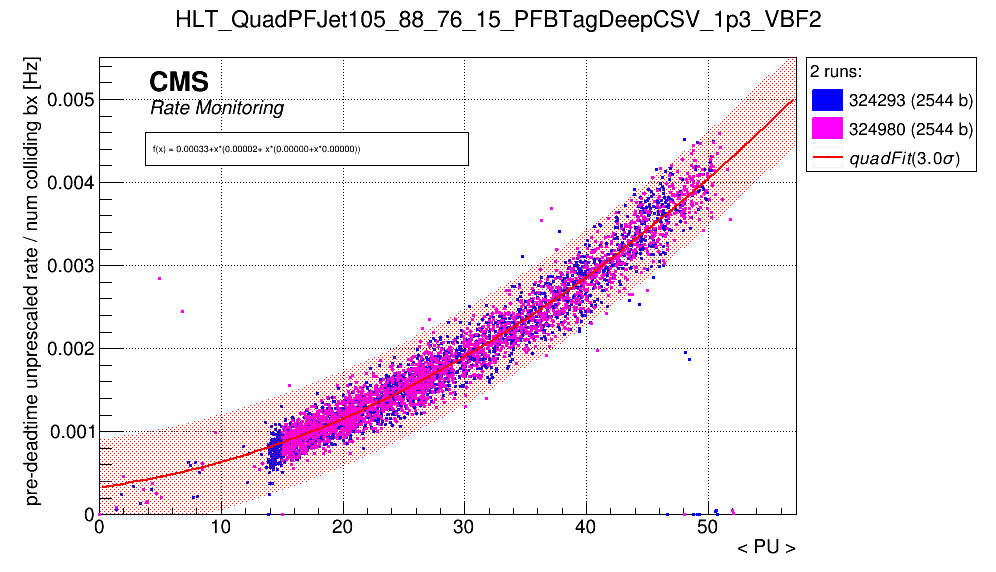 HLT_QuadPFJet105_88_76_15_PFBTagDeepCSV_1p3_VBF2
pre-deadtime unprescaled rate / num colliding bx [Hz]
CMS
Rate Monitoring
f(x) = 0.00033+x*(0.00002+ x*(0.00000+x*0.00000))
2 runs:
324293 (2544 b)
324980 (2544 b)
quadFit(3.0σ)
0.005
0.004
0.003
0.002
0.001
0
0 10 20 30 40 50
< PU >